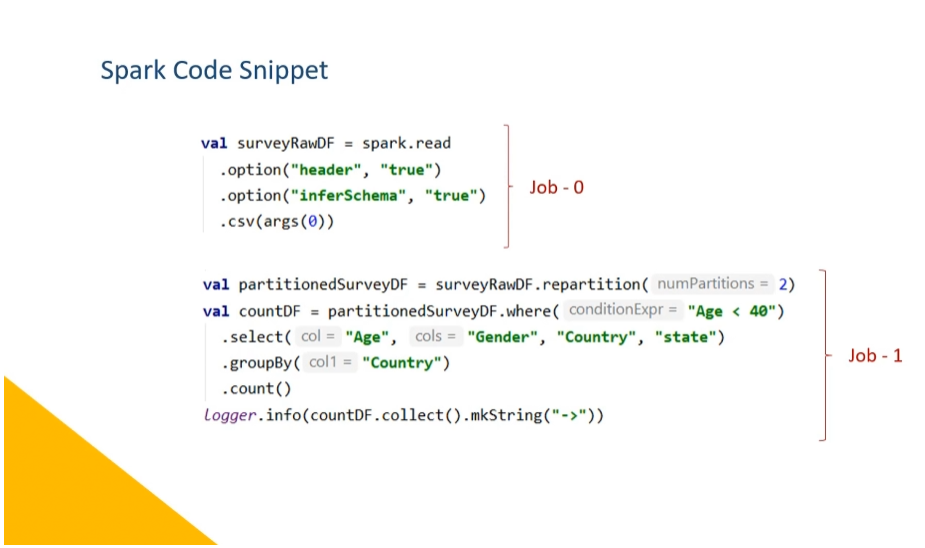 Spark Code Snippet
val surveyRawDF = spark.read
.option("header", "true")
.option("inferSchema", "true")
.csv(args(0))
Job - 0
val partitionedSurveyDF = surveyRawDF.repartition( numPartitions = 2)
val countDF = partitionedSurveyDF.where( conditionExpr = "Age < 40")
.select( col = "Age", cols = "Gender", "Country", "state")
.groupBy( col1 = "Country")
.count()
Logger.info(countDF.collect().mkString("->"))
Job - 1